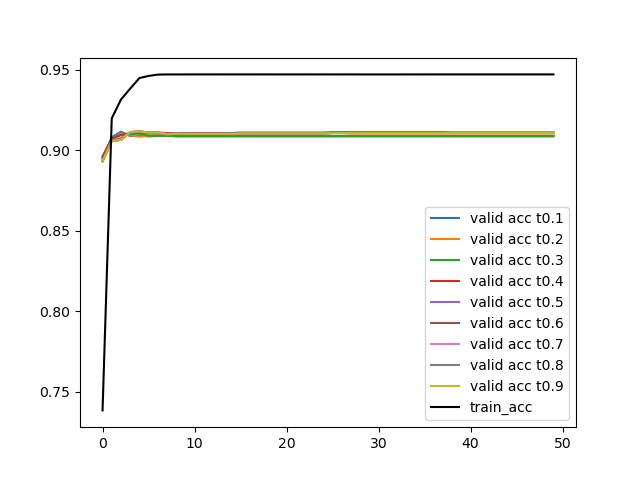 0.95
0.90
0.85
0.80
0.75
valid acc t0.1
valid acc t0.2
valid acc t0.3
valid acc t0.4
valid acc t0.5
valid acc t0.6
valid acc t0.7
valid acc t0.8
valid acc t0.9
train_acc
0 10 20 30 40 50